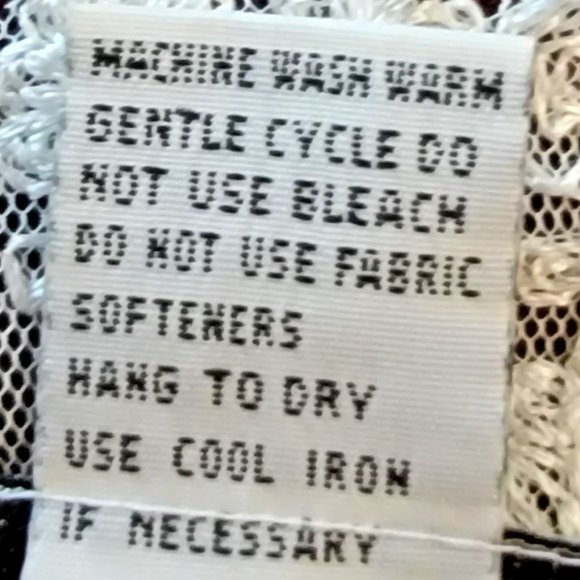 MACHINE WASH WARM
GENTLE CYCLE DO
NOT USE BLEACH
DO NOT USE FABRIC
SOFTENERS
HANG TO DRY
USE COOL IRON
IF NECESSARY